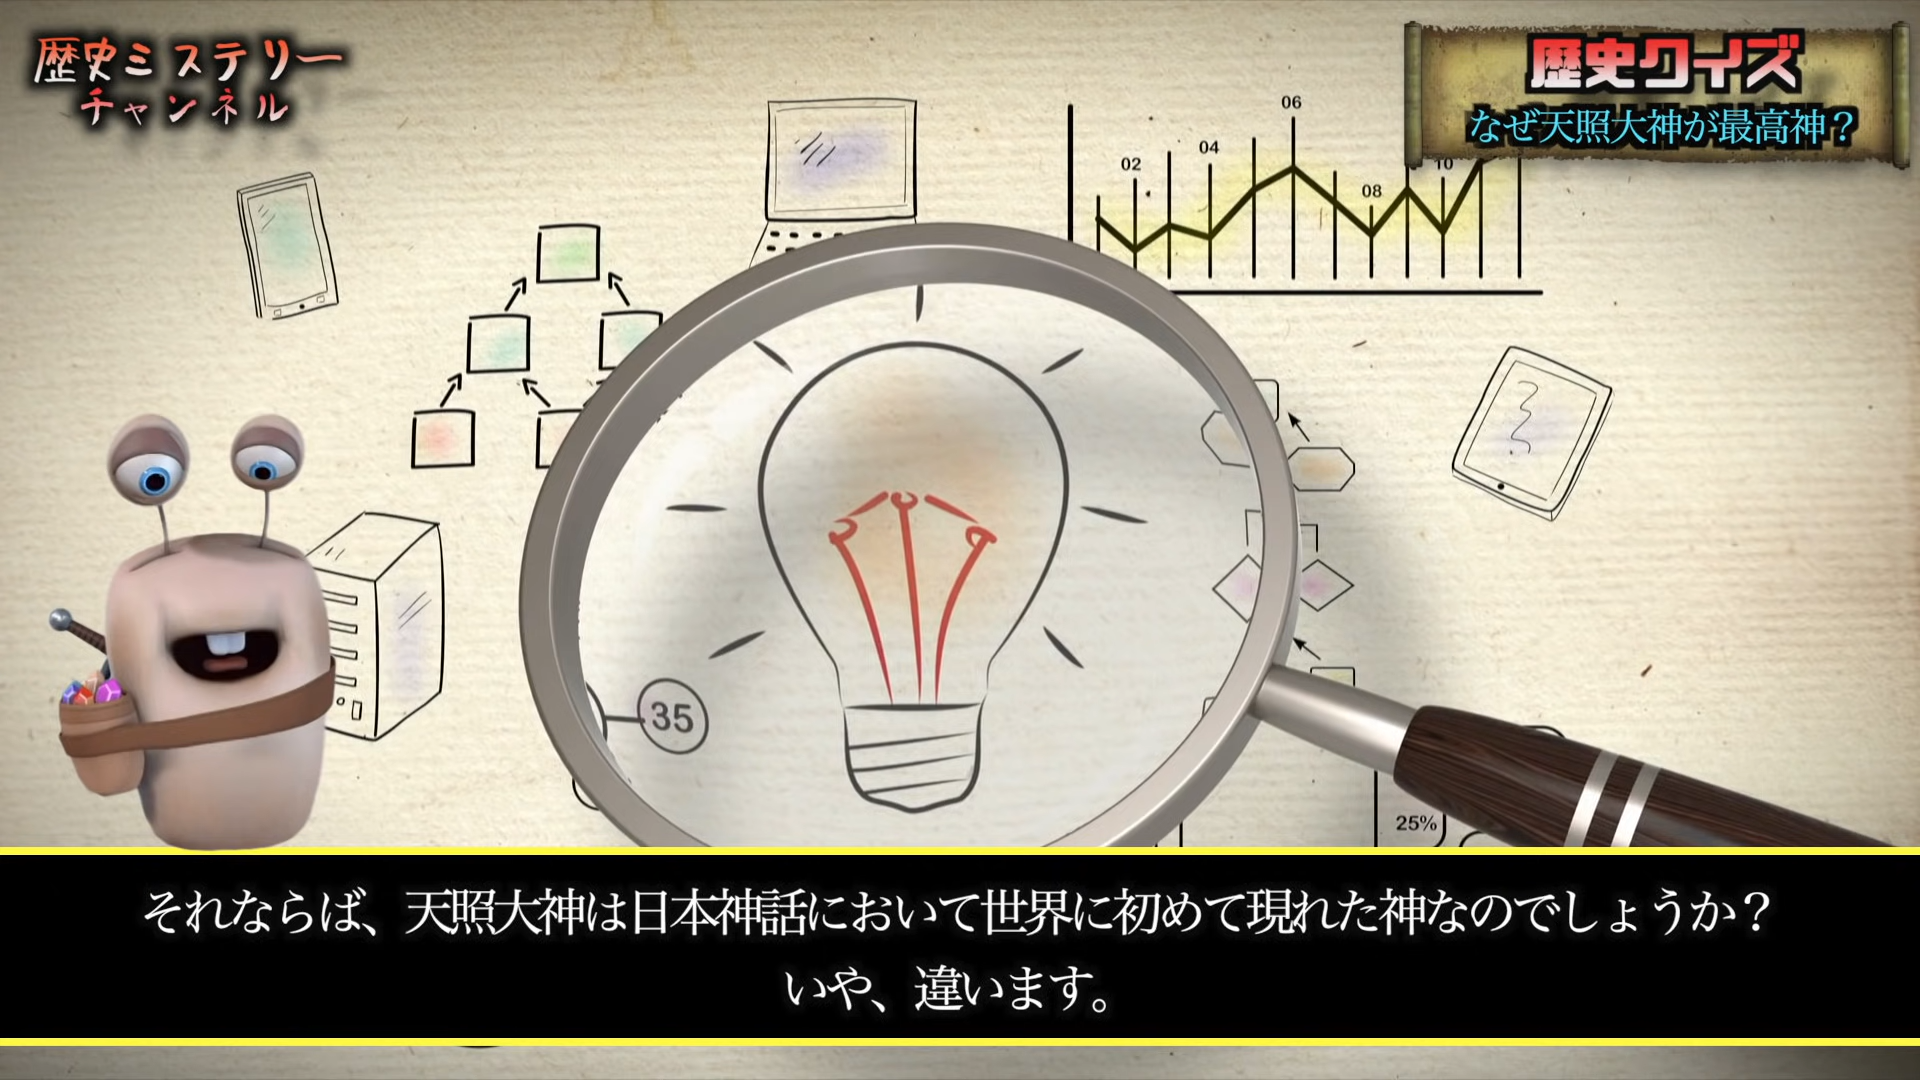 歴史ミステリー
チャンネル
歴史クイズ
なぜ天照大神が最高神？
02
04
06
08
10
35
25%
それならば、天照大神は日本神話において世界に初めて現れた神なのでしょうか？
いや、違います。